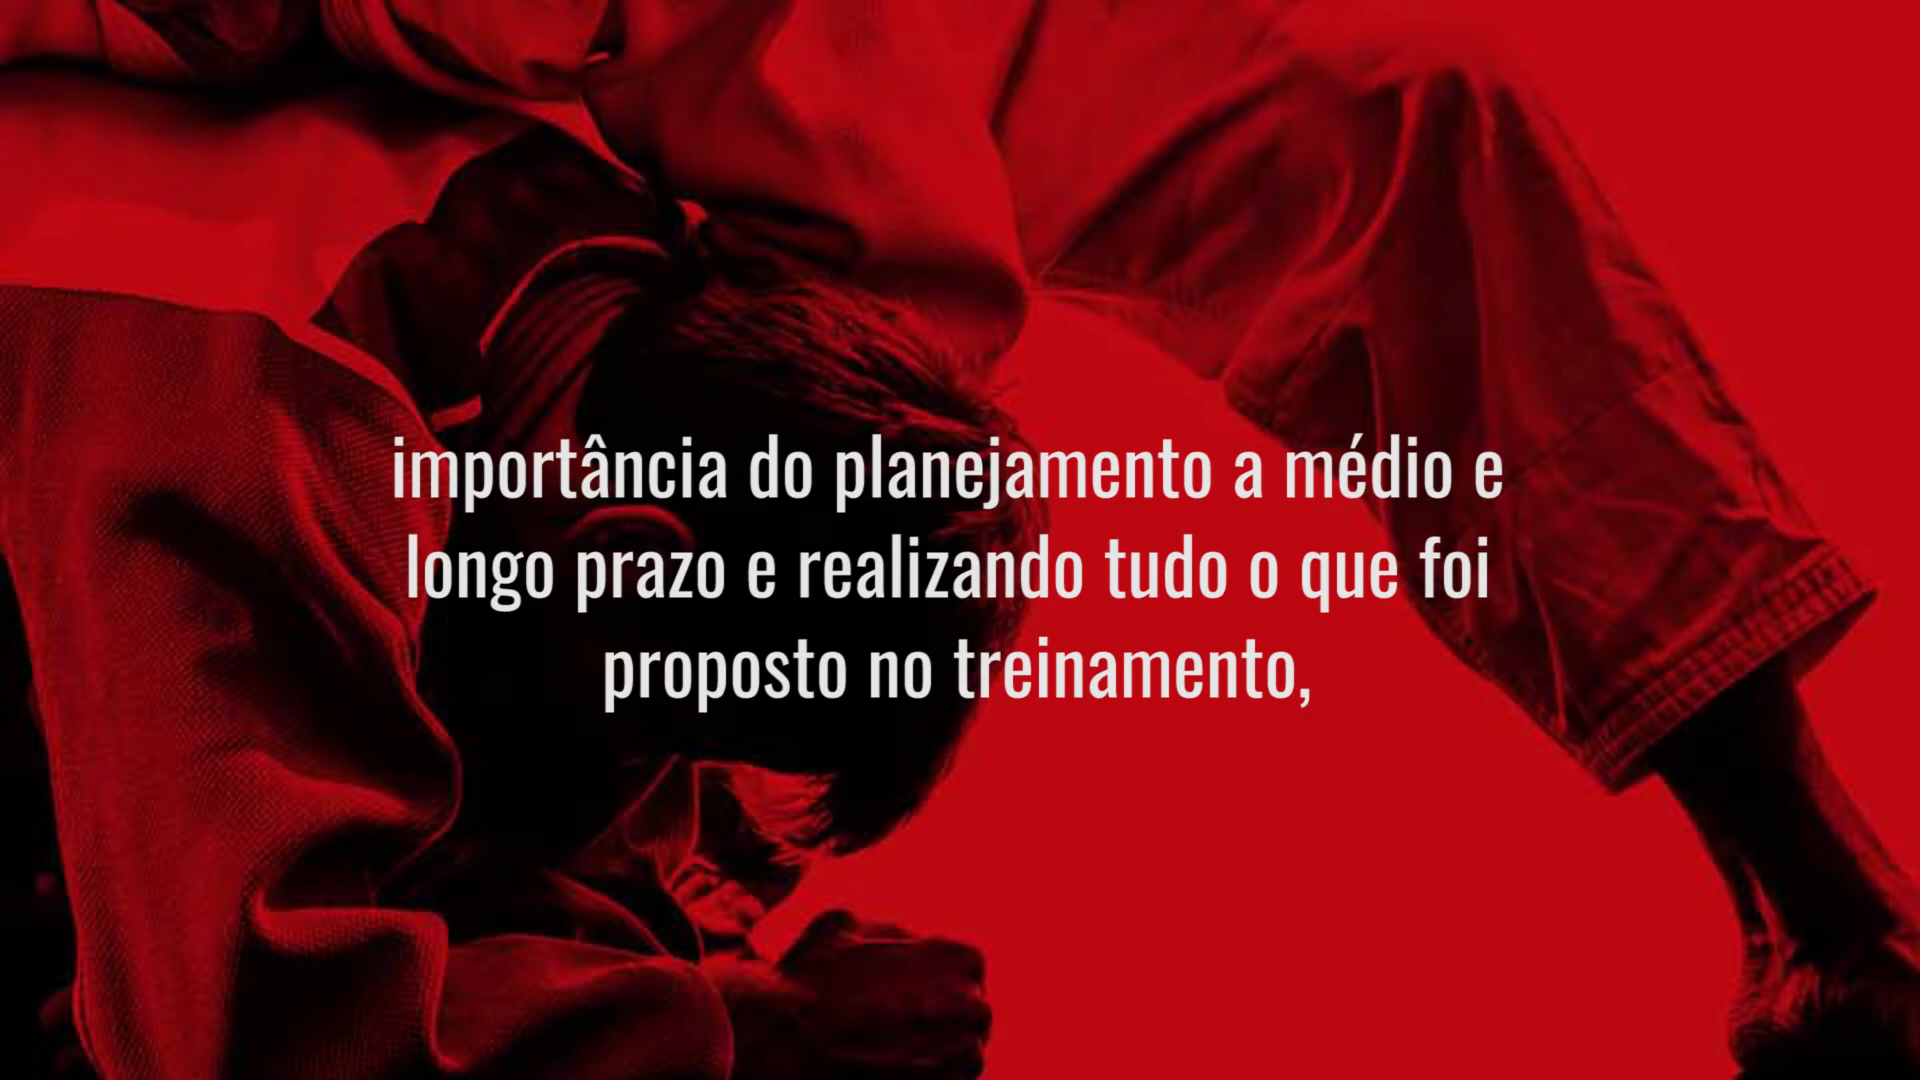 importância do planejamento a médio e
longo prazo e realizando tudo o que foi
proposto no treinamento,